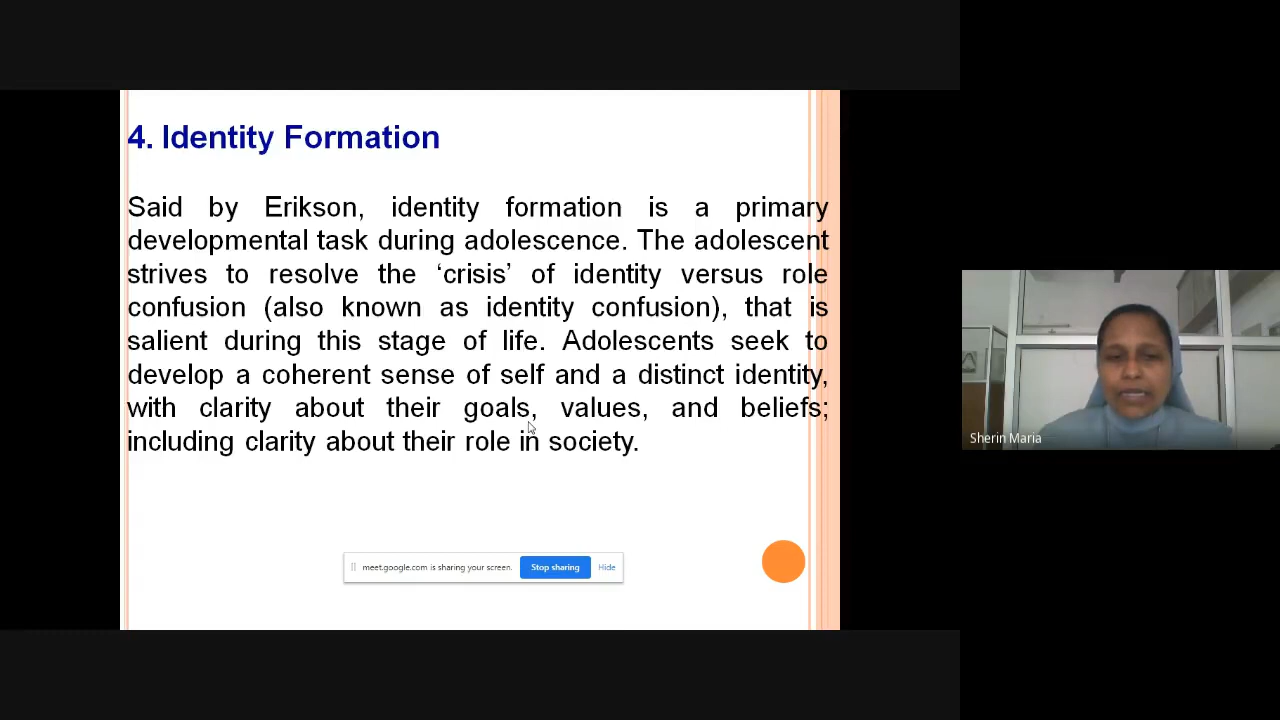 4. Identity Formation
Said by Erikson, identity formation is a primary
developmental task during adolescence. The adolescent
strives to resolve the ‘crisis’ of identity versus role
confusion (also known as identity confusion), that is
salient during this stage of life. Adolescents seek to
develop a coherent sense of self and a distinct identity,
with clarity about their goals, values, and beliefs;
including clarity about their role in society.
meet.google.com is sharing your screen. Stop sharing Hide
Sherin Maria